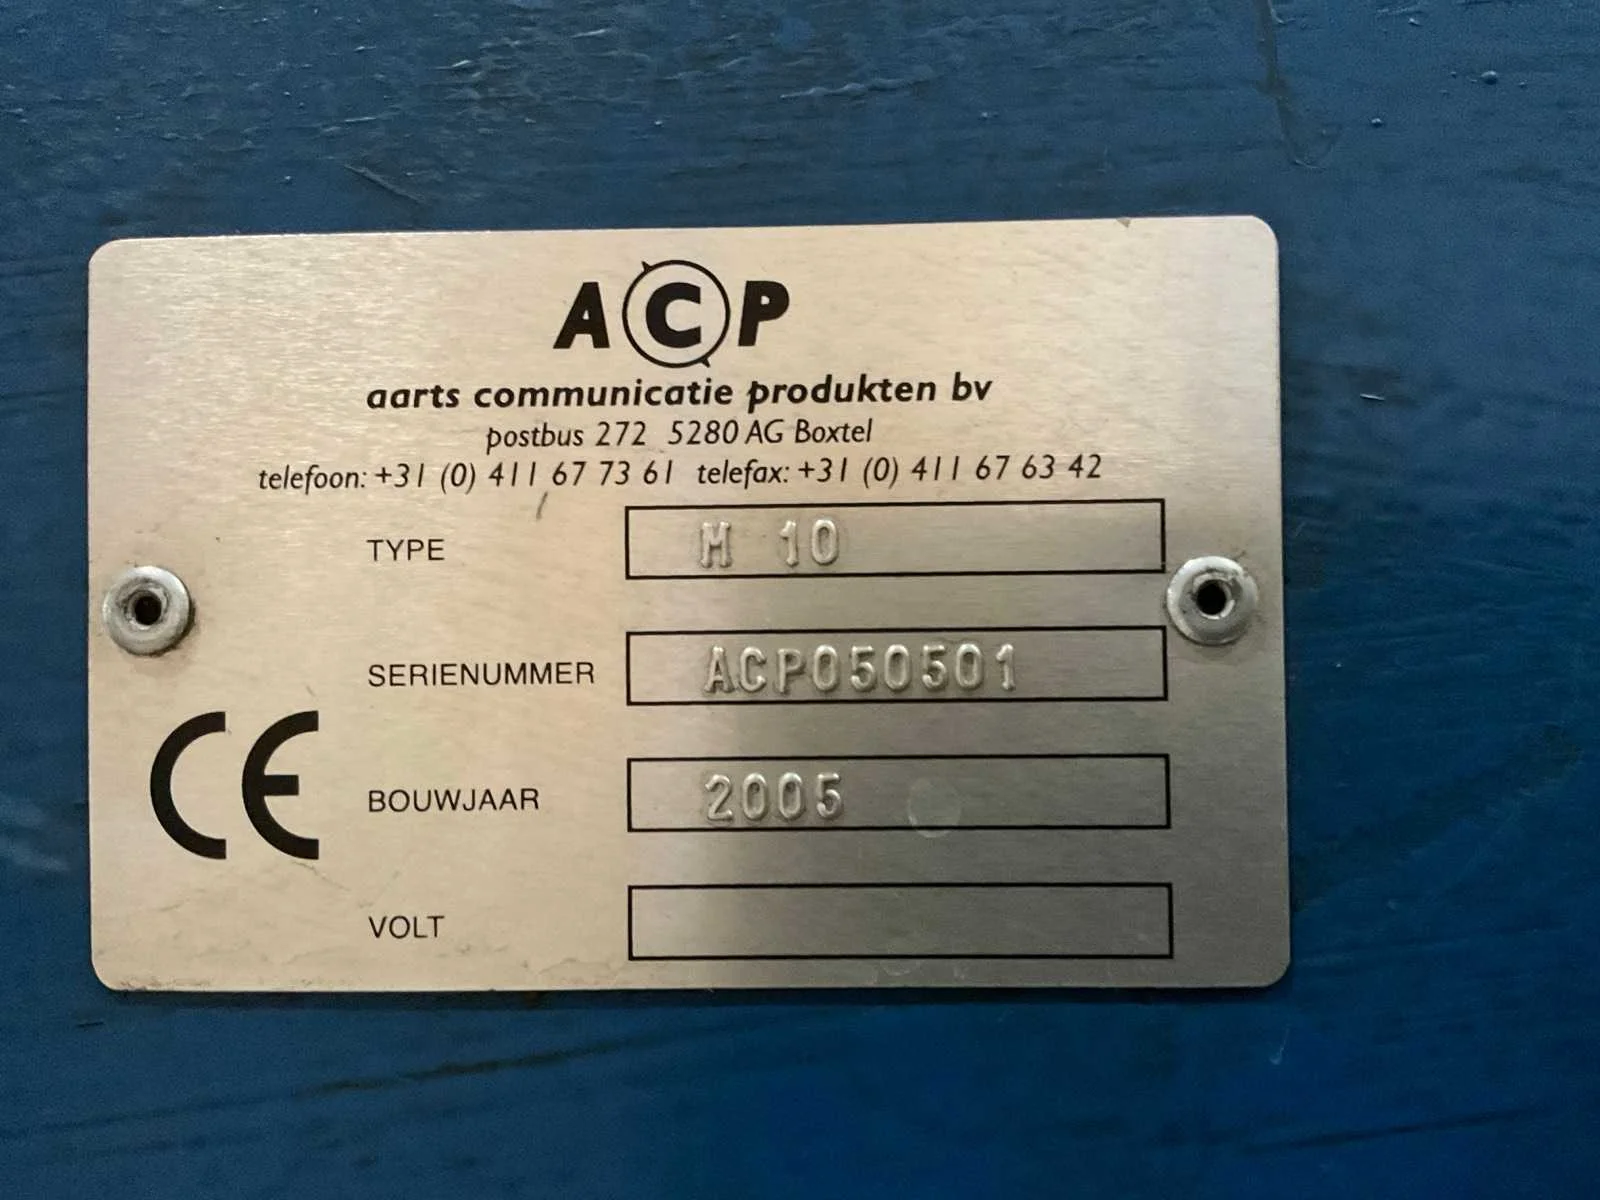 ACP
aarts communicatie produkten bv
postbus 272 5280 AG Boxtel
telefoon: +31 (0) 411 67 73 61 telefax: +31 (0) 411 67 63 42
TYPE M 10
SERIENUMMER ACP050501
BOUWJAAR 2005
VOLT
CE